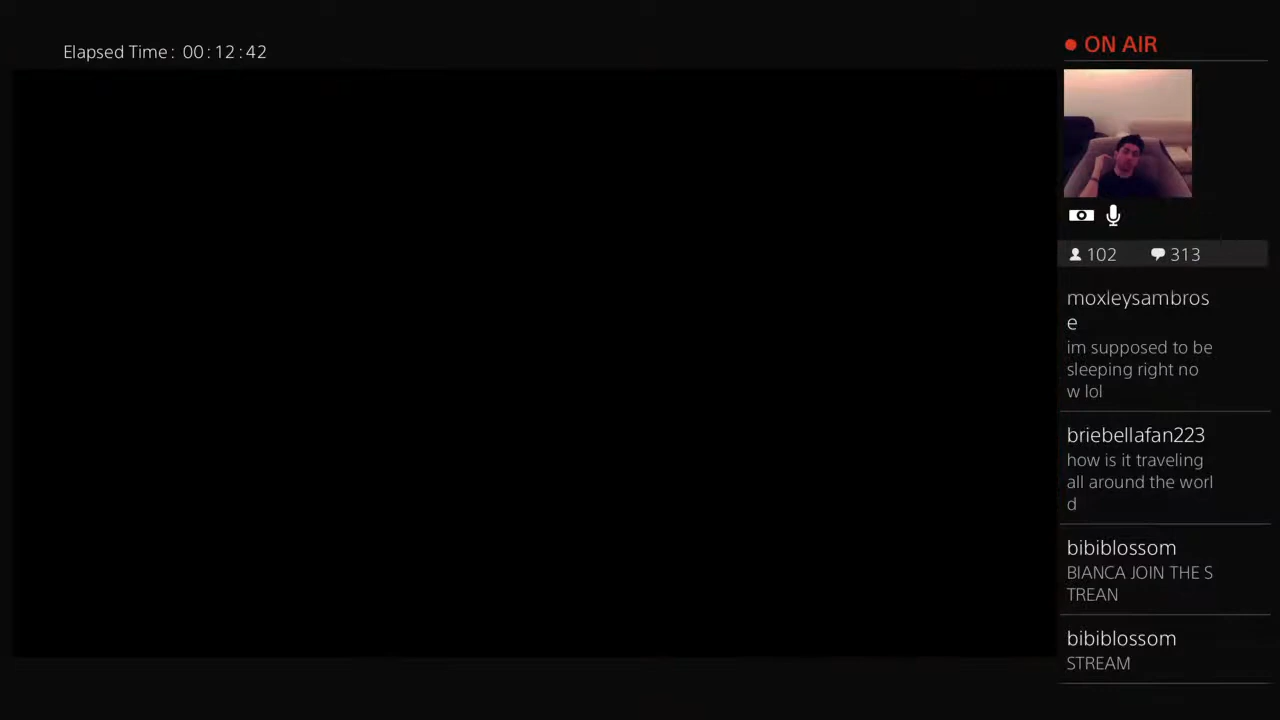 Elapsed Time: 00:12:42
ON AIR
102 313
moxleysambros
e
im supposed to be
sleeping right no
w lol
briebellafan223
how is it traveling
all around the worl
d
bibiblossom
BIANCA JOIN THE S
TREAN
bibiblossom
STREAM